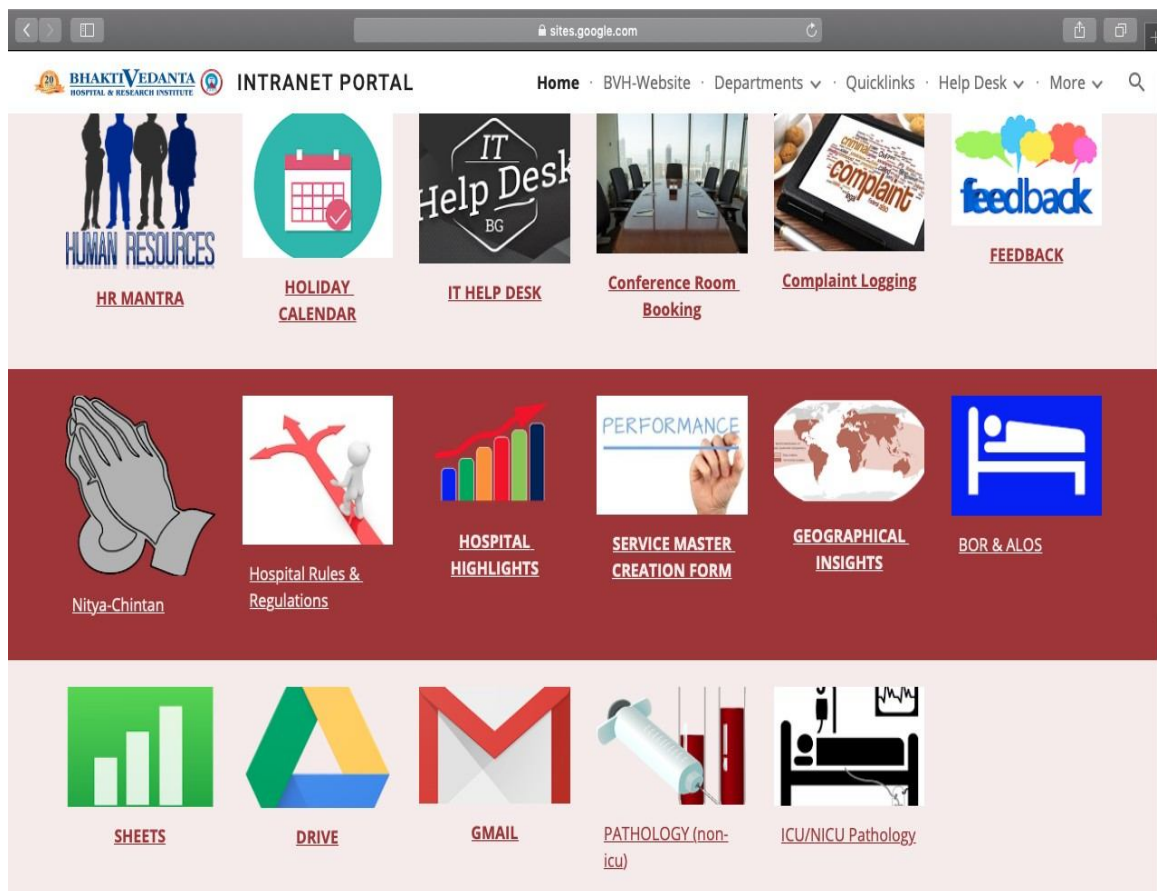 sites.google.com
20 BHAKTIVEDANTA
HOSPITAL & RESEARCH INSTITUTE
INTRANET PORTAL
Home · BVH-Website · Departments · Quicklinks · Help Desk · More
HUMAN RESOURCES
HR MANTRA
HOLIDAY
CALENDAR
IT
Help Desk
BG
IT HELP DESK
Conference Room
Booking
criminal
complaint
legal
Complaint Logging
feedback
FEEDBACK
Nitya-Chintan
Hospital Rules &
Regulations
HOSPITAL
HIGHLIGHTS
PERFORMANCE
SERVICE MASTER
CREATION FORM
GEOGRAPHICAL
INSIGHTS
BOR & ALOS
SHEETS
DRIVE
GMAIL
PATHOLOGY (non-
icu)
ICU/NICU Pathology